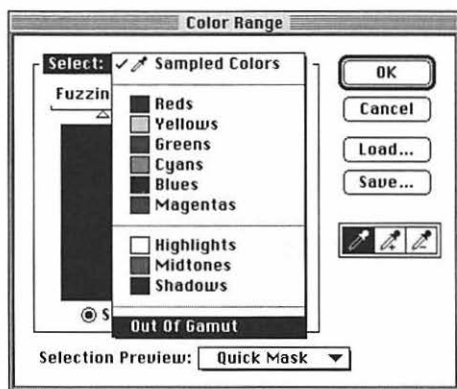 Color Range
Select: ✓ Sampled Colors
Fuzzin
Reds
Yellows
Greens
Cyans
Blues
Magentas
Highlights
Midtones
Shadows
S
Out Of Gamut
OK
Cancel
Load...
Save...
Selection Preview: Quick Mask